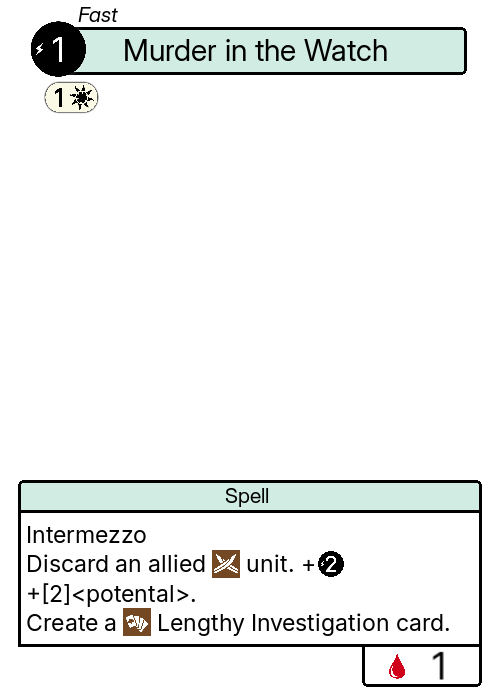 Fast
1
Murder in the Watch
1
Spell
Intermezzo
Discard an allied unit. +2
+[2]<potental>.
Create a Lengthy Investigation card.
1